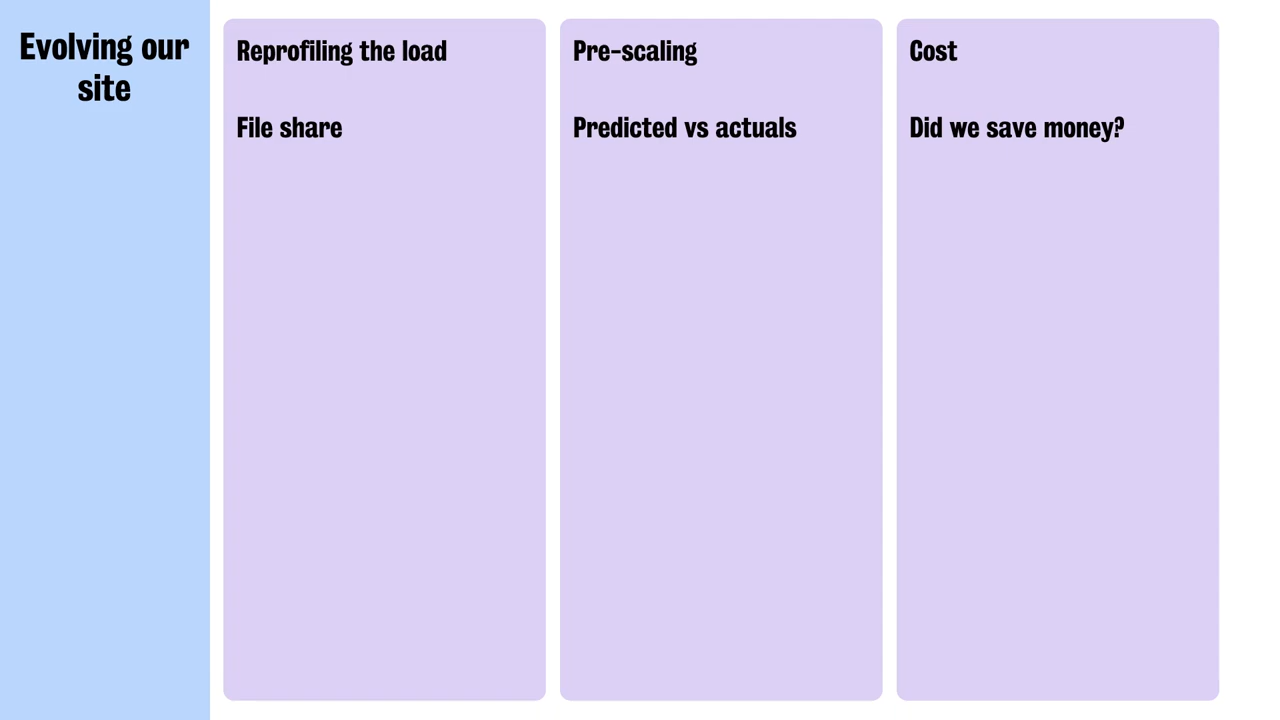 Evolving our
site
Reprofiling the load
File share
Pre-scaling
Predicted vs actuals
Cost
Did we save money?